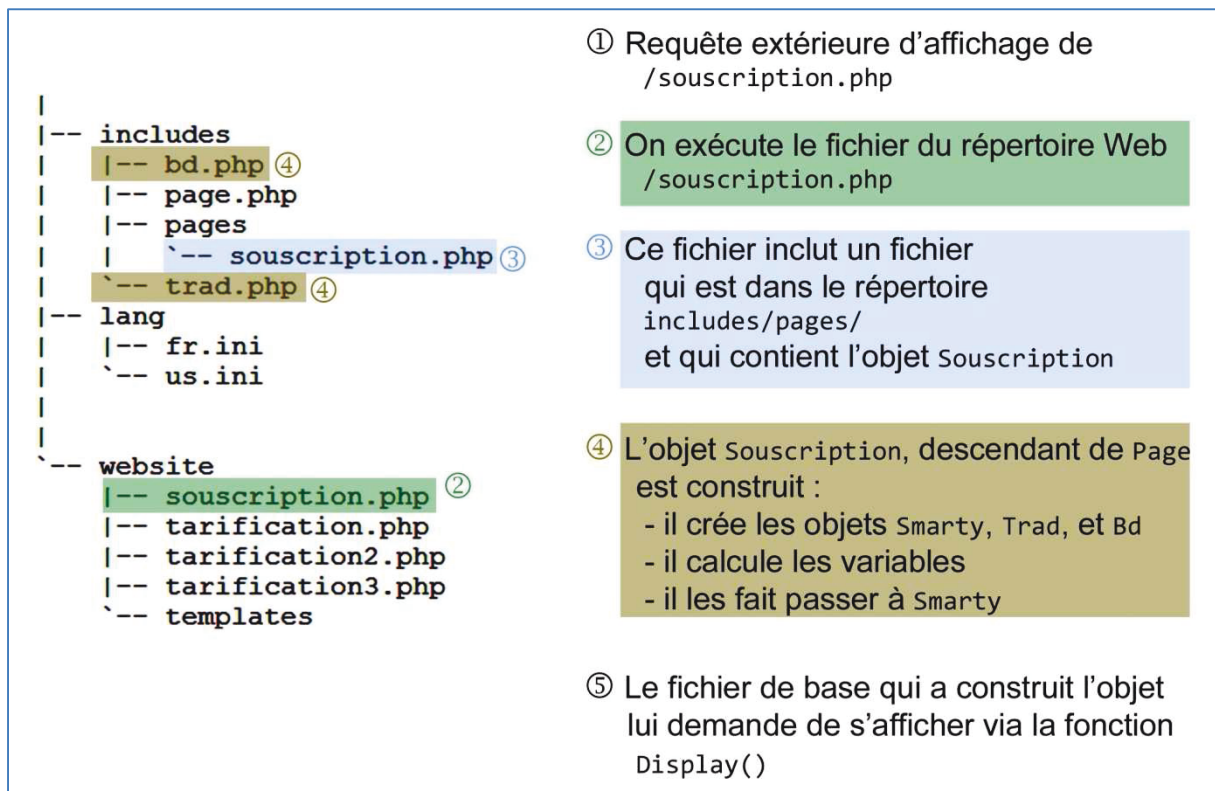 |
|-- includes
|   |-- bd.php ④
|   |-- page.php
|   |-- pages
|   |   `-- souscription.php ③
|   `-- trad.php ④
|-- lang
|   |-- fr.ini
|   `-- us.ini
|
|
`-- website
    |-- souscription.php ②
    |-- tarification.php
    |-- tarification2.php
    |-- tarification3.php
    `-- templates
① Requête extérieure d’affichage de
/souscription.php
② On exécute le fichier du répertoire Web
/souscription.php
③ Ce fichier inclut un fichier
qui est dans le répertoire
includes/pages/
et qui contient l’objet Souscription
④ L’objet Souscription, descendant de Page
est construit :
- il crée les objets Smarty, Trad, et Bd
- il calcule les variables
- il les fait passer à Smarty
⑤ Le fichier de base qui a construit l’objet
lui demande de s’afficher via la fonction
Display()